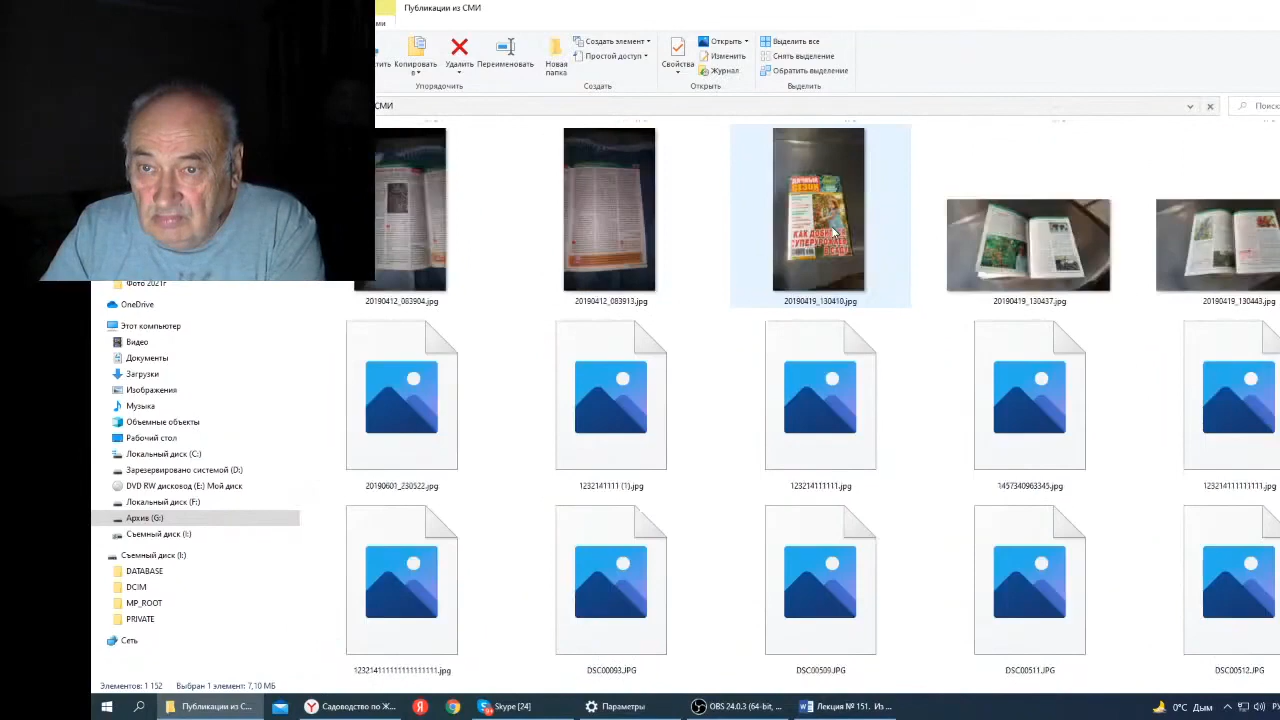 Публикации из СМИ
Копировать в
Удалить
Переименовать
Новая папка
Создать элемент
Простой доступ
Свойства
Открыть
Изменить
Журнал
Выделить все
Снять выделение
Обратить выделение
Упорядочить
Создать
Открыть
Выделить
СМИ
Поиск
ДАЧНЫЙ
СЕЗОН
20190412_083904.jpg
20190412_083913.jpg
20190419_130410.jpg
20190419_130437.jpg
20190419_130443.jpg
Фото 2021г
OneDrive
Этот компьютер
Видео
Документы
Загрузки
Изображения
Музыка
Объемные объекты
Рабочий стол
Локальный диск (C:)
Зарезервировано системой (D:)
DVD RW дисковод (E:) Мой диск
Локальный диск (F:)
Архив (G:)
Съемный диск (I:)
Съемный диск (I:)
DATABASE
DCIM
MP_ROOT
PRIVATE
Сеть
20190601_230522.jpg
1232141111 (1).jpg
123214111111.jpg
1457340963345.jpg
DSC00093.JPG
DSC00509.JPG
DSC00511.JPG
DSC00512.JPG
Элементов: 1 152
Выбран 1 элемент: 7,10 МБ
Публикации из С...
Садоводство по Ж...
Skype [24]
Параметры
OBS 24.0.3 (64-bit, ...
Лекция № 151. Из ...
0°C Дым